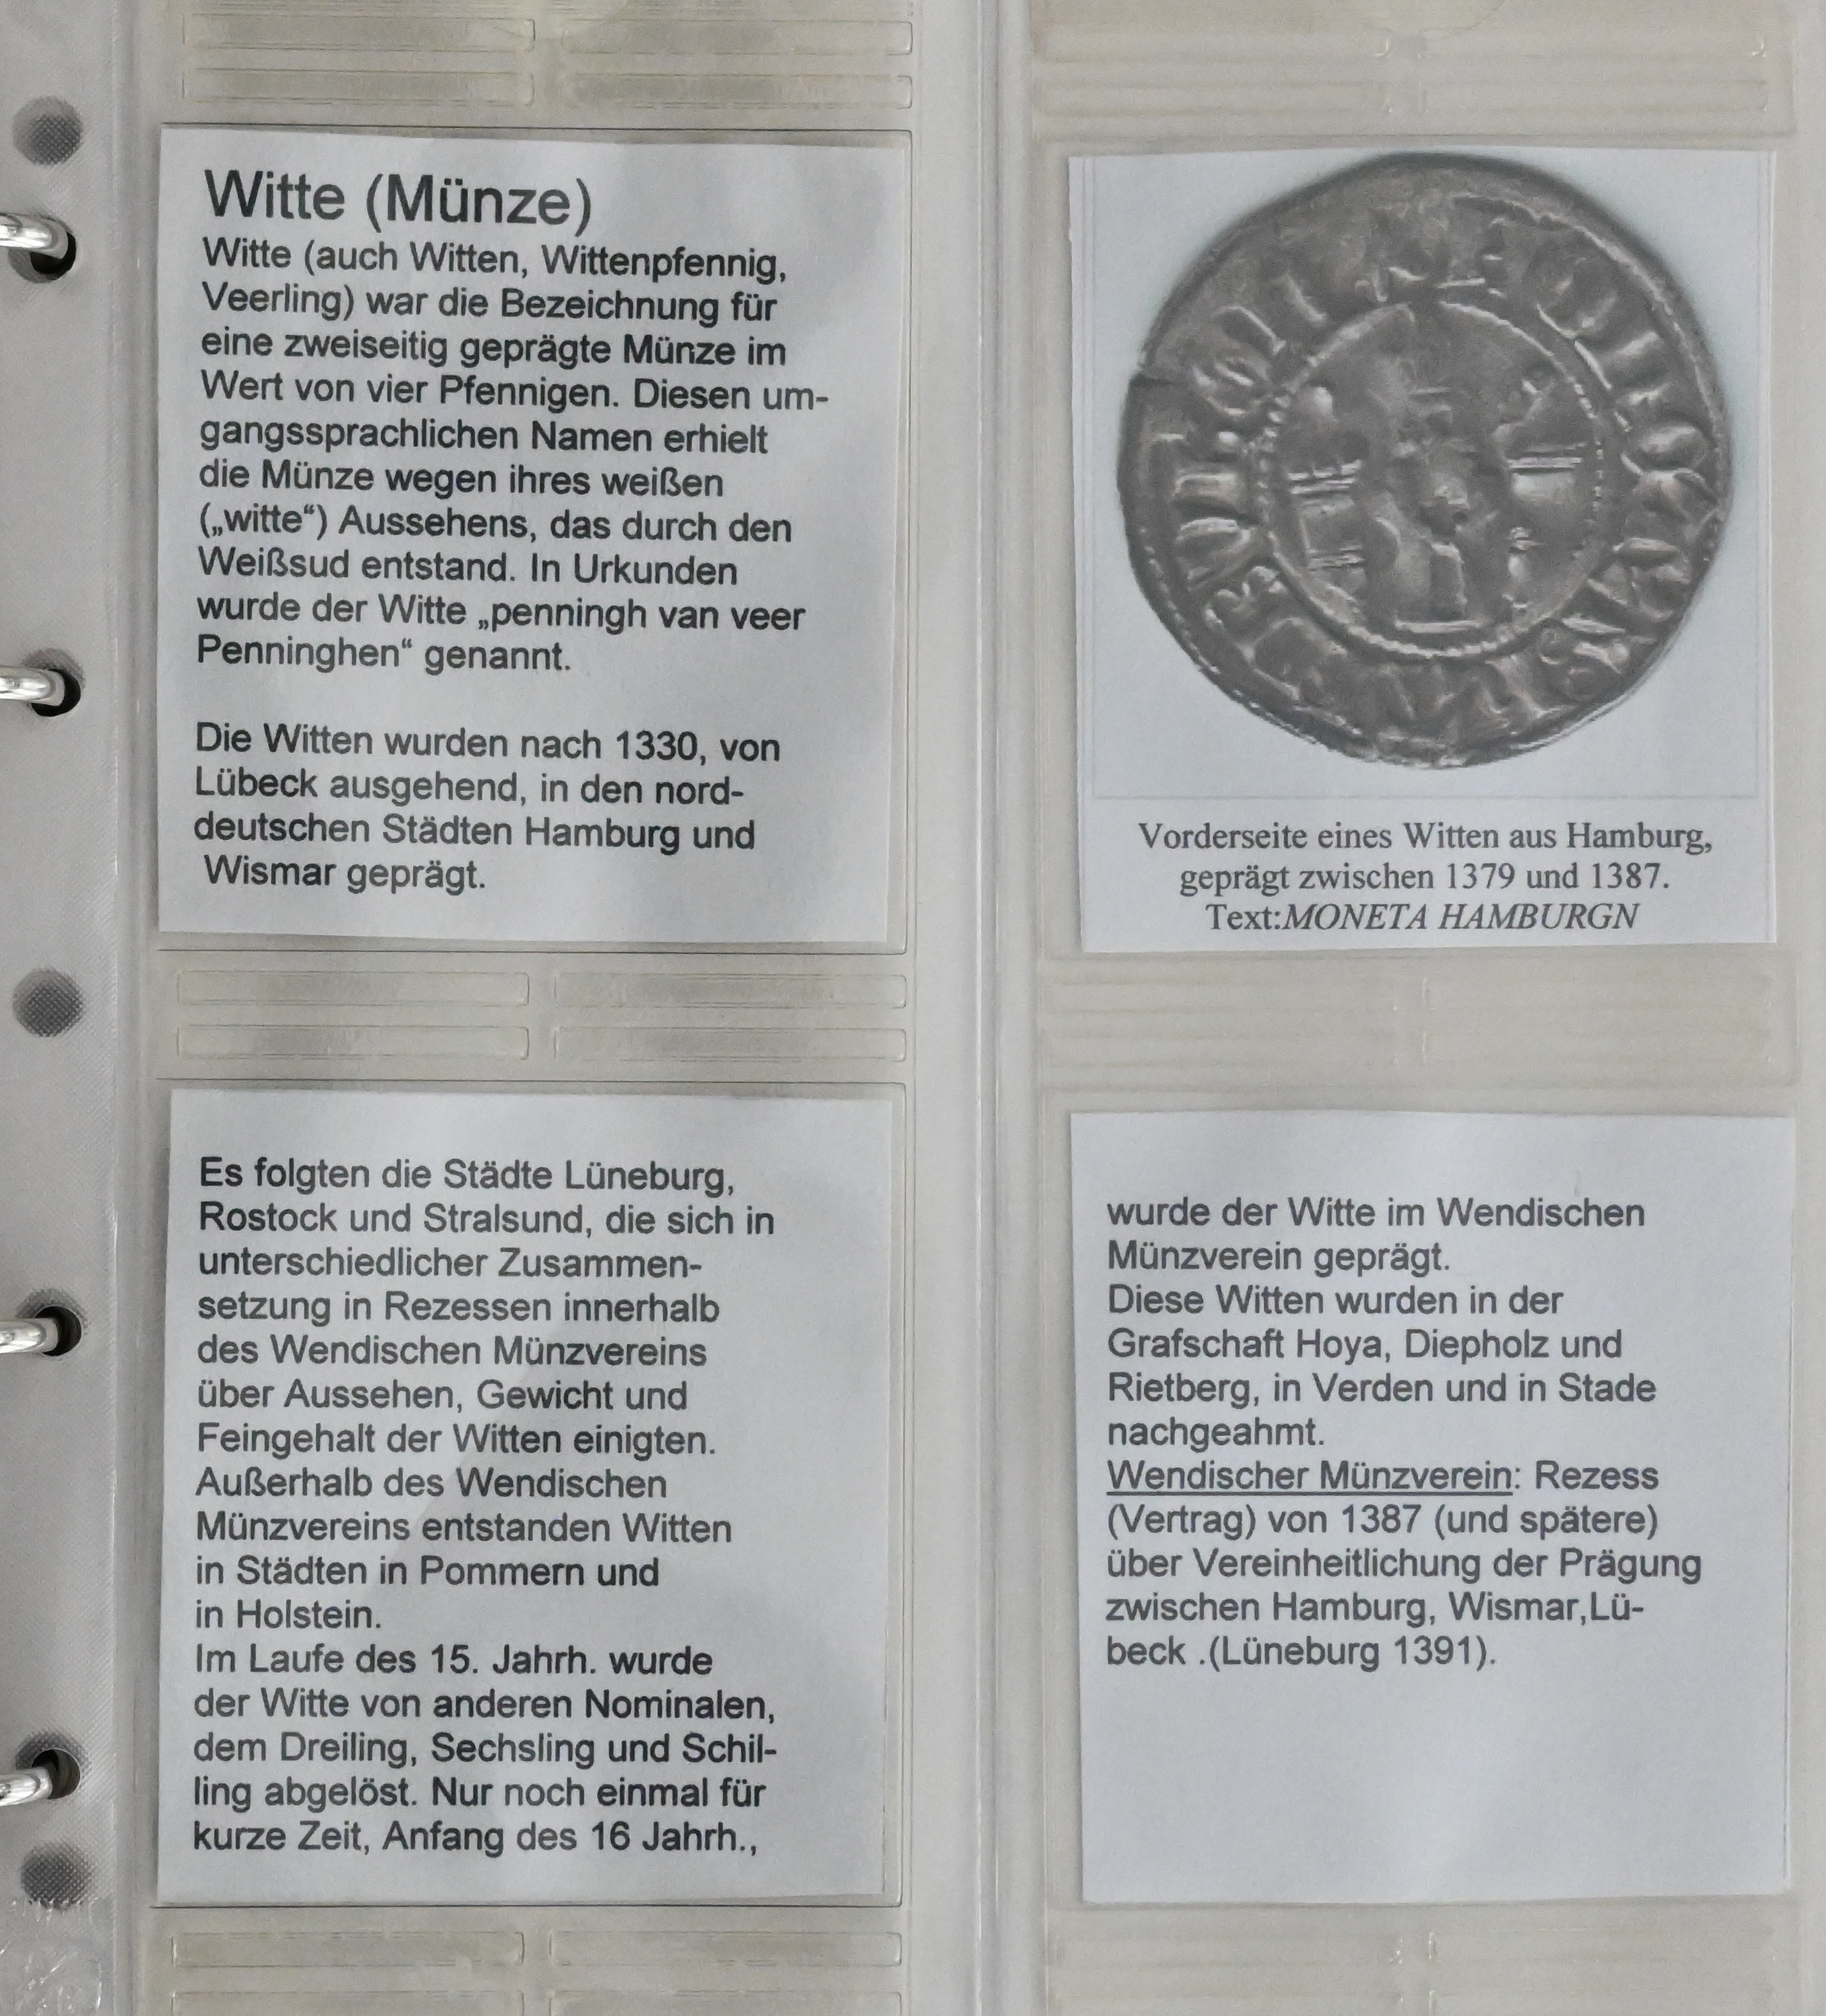 Witte (Münze)
Witte (auch Witten, Wittenpfennig,
Veerling) war die Bezeichnung für
eine zweiseitig geprägte Münze im
Wert von vier Pfennigen. Diesen um-
gangssprachlichen Namen erhielt
die Münze wegen ihres weißen
(„witte“) Aussehens, das durch den
Weißsud entstand. In Urkunden
wurde der Witte „penningh van veer
Penninghen“ genannt.
Die Witten wurden nach 1330, von
Lübeck ausgehend, in den nord-
deutschen Städten Hamburg und
Wismar geprägt.
Vorderseite eines Witten aus Hamburg,
geprägt zwischen 1379 und 1387.
Text:MONETA HAMBURGN
Es folgten die Städte Lüneburg,
Rostock und Stralsund, die sich in
unterschiedlicher Zusammen-
setzung in Rezessen innerhalb
des Wendischen Münzvereins
über Aussehen, Gewicht und
Feingehalt der Witten einigten.
Außerhalb des Wendischen
Münzvereins entstanden Witten
in Städten in Pommern und
in Holstein.
Im Laufe des 15. Jahrh. wurde
der Witte von anderen Nominalen,
dem Dreiling, Sechsling und Schil-
ling abgelöst. Nur noch einmal für
kurze Zeit, Anfang des 16 Jahrh.,
wurde der Witte im Wendischen
Münzverein geprägt.
Diese Witten wurden in der
Grafschaft Hoya, Diepholz und
Rietberg, in Verden und in Stade
nachgeahmt.
Wendischer Münzverein: Rezess
(Vertrag) von 1387 (und spätere)
über Vereinheitlichung der Prägung
zwischen Hamburg, Wismar,Lü-
beck .(Lüneburg 1391).